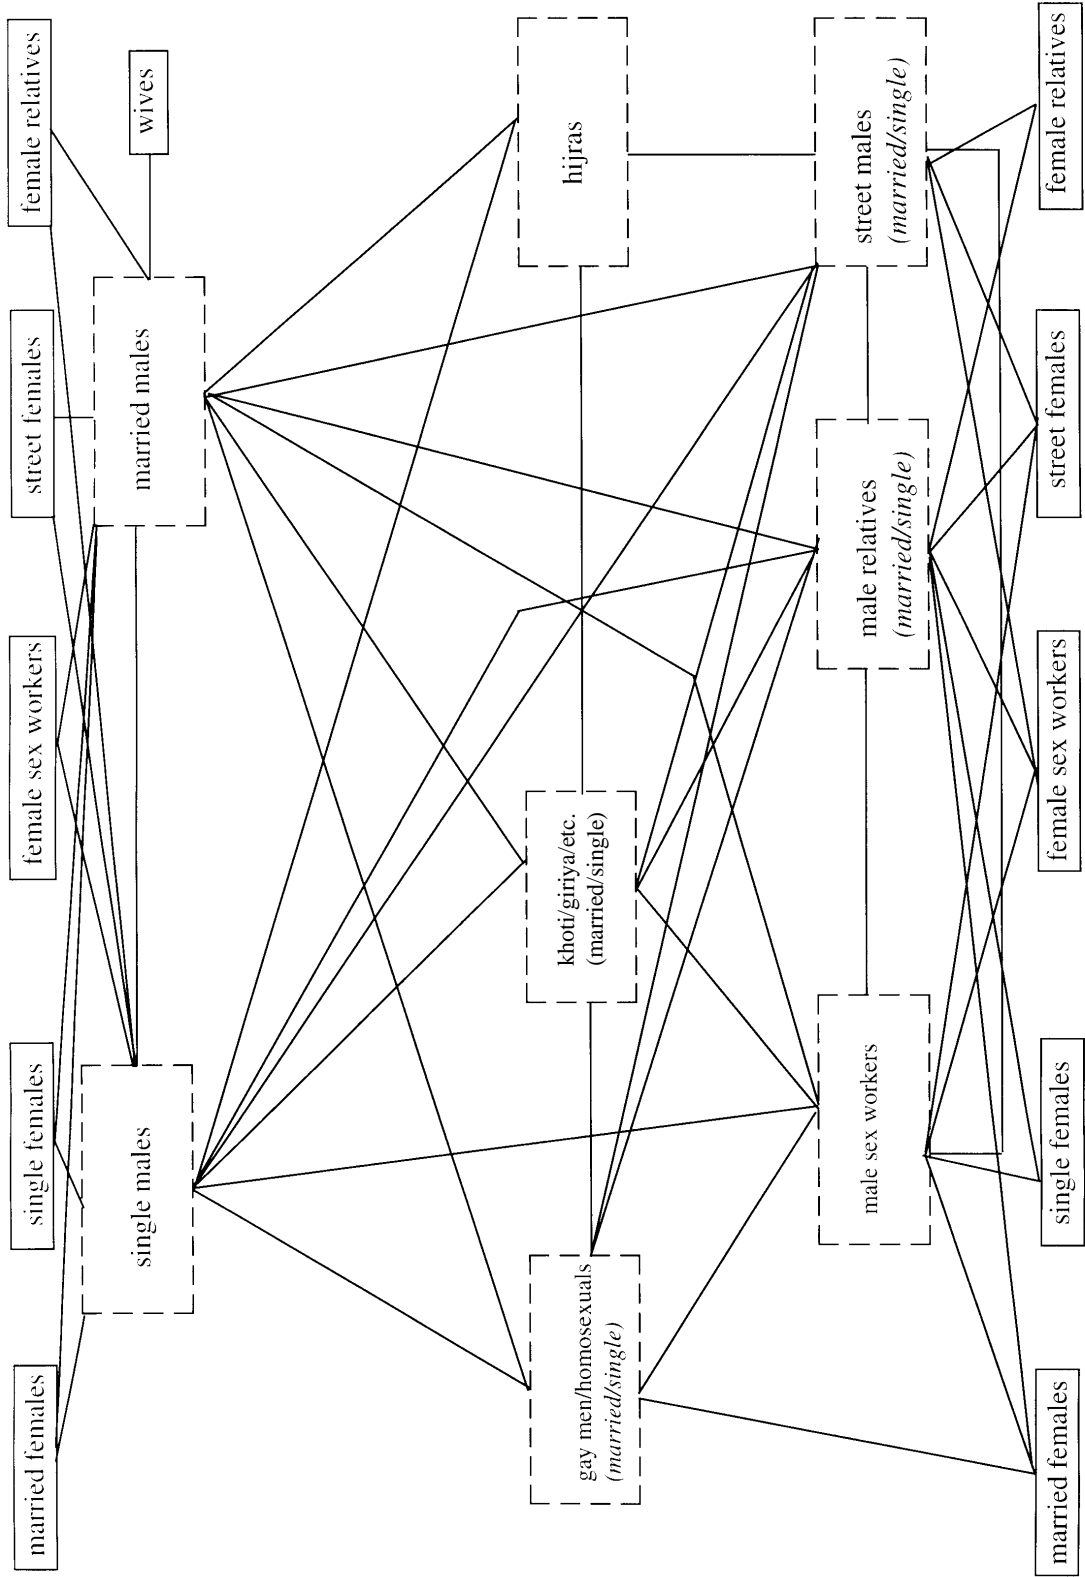 married females
single females
female sex workers
street females
female relatives
wives
single males
married males
gay men/homosexuals
(married/single)
khoti/giriya/etc.
(married/single)
hijras
male sex workers
male relatives
(married/single)
street males
(married/single)
married females
single females
female sex workers
street females
female relatives